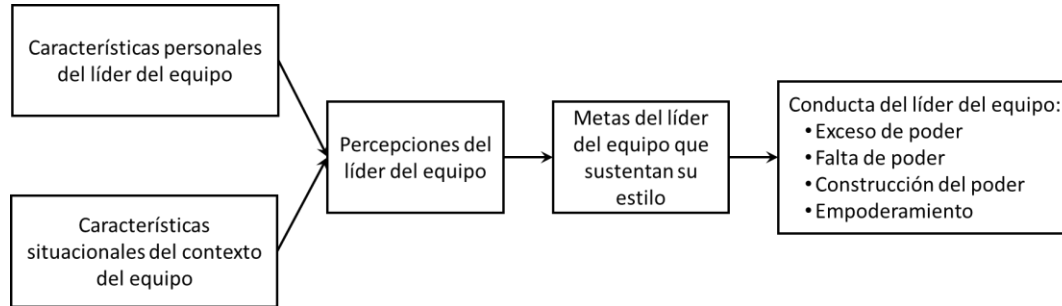 Características personales
del líder del equipo
Características
situacionales del contexto
del equipo
Percepciones del
líder del equipo
Metas del líder
del equipo que
sustentan su
estilo
Conducta del líder del equipo:
• Exceso de poder
• Falta de poder
• Construcción del poder
• Empoderamiento